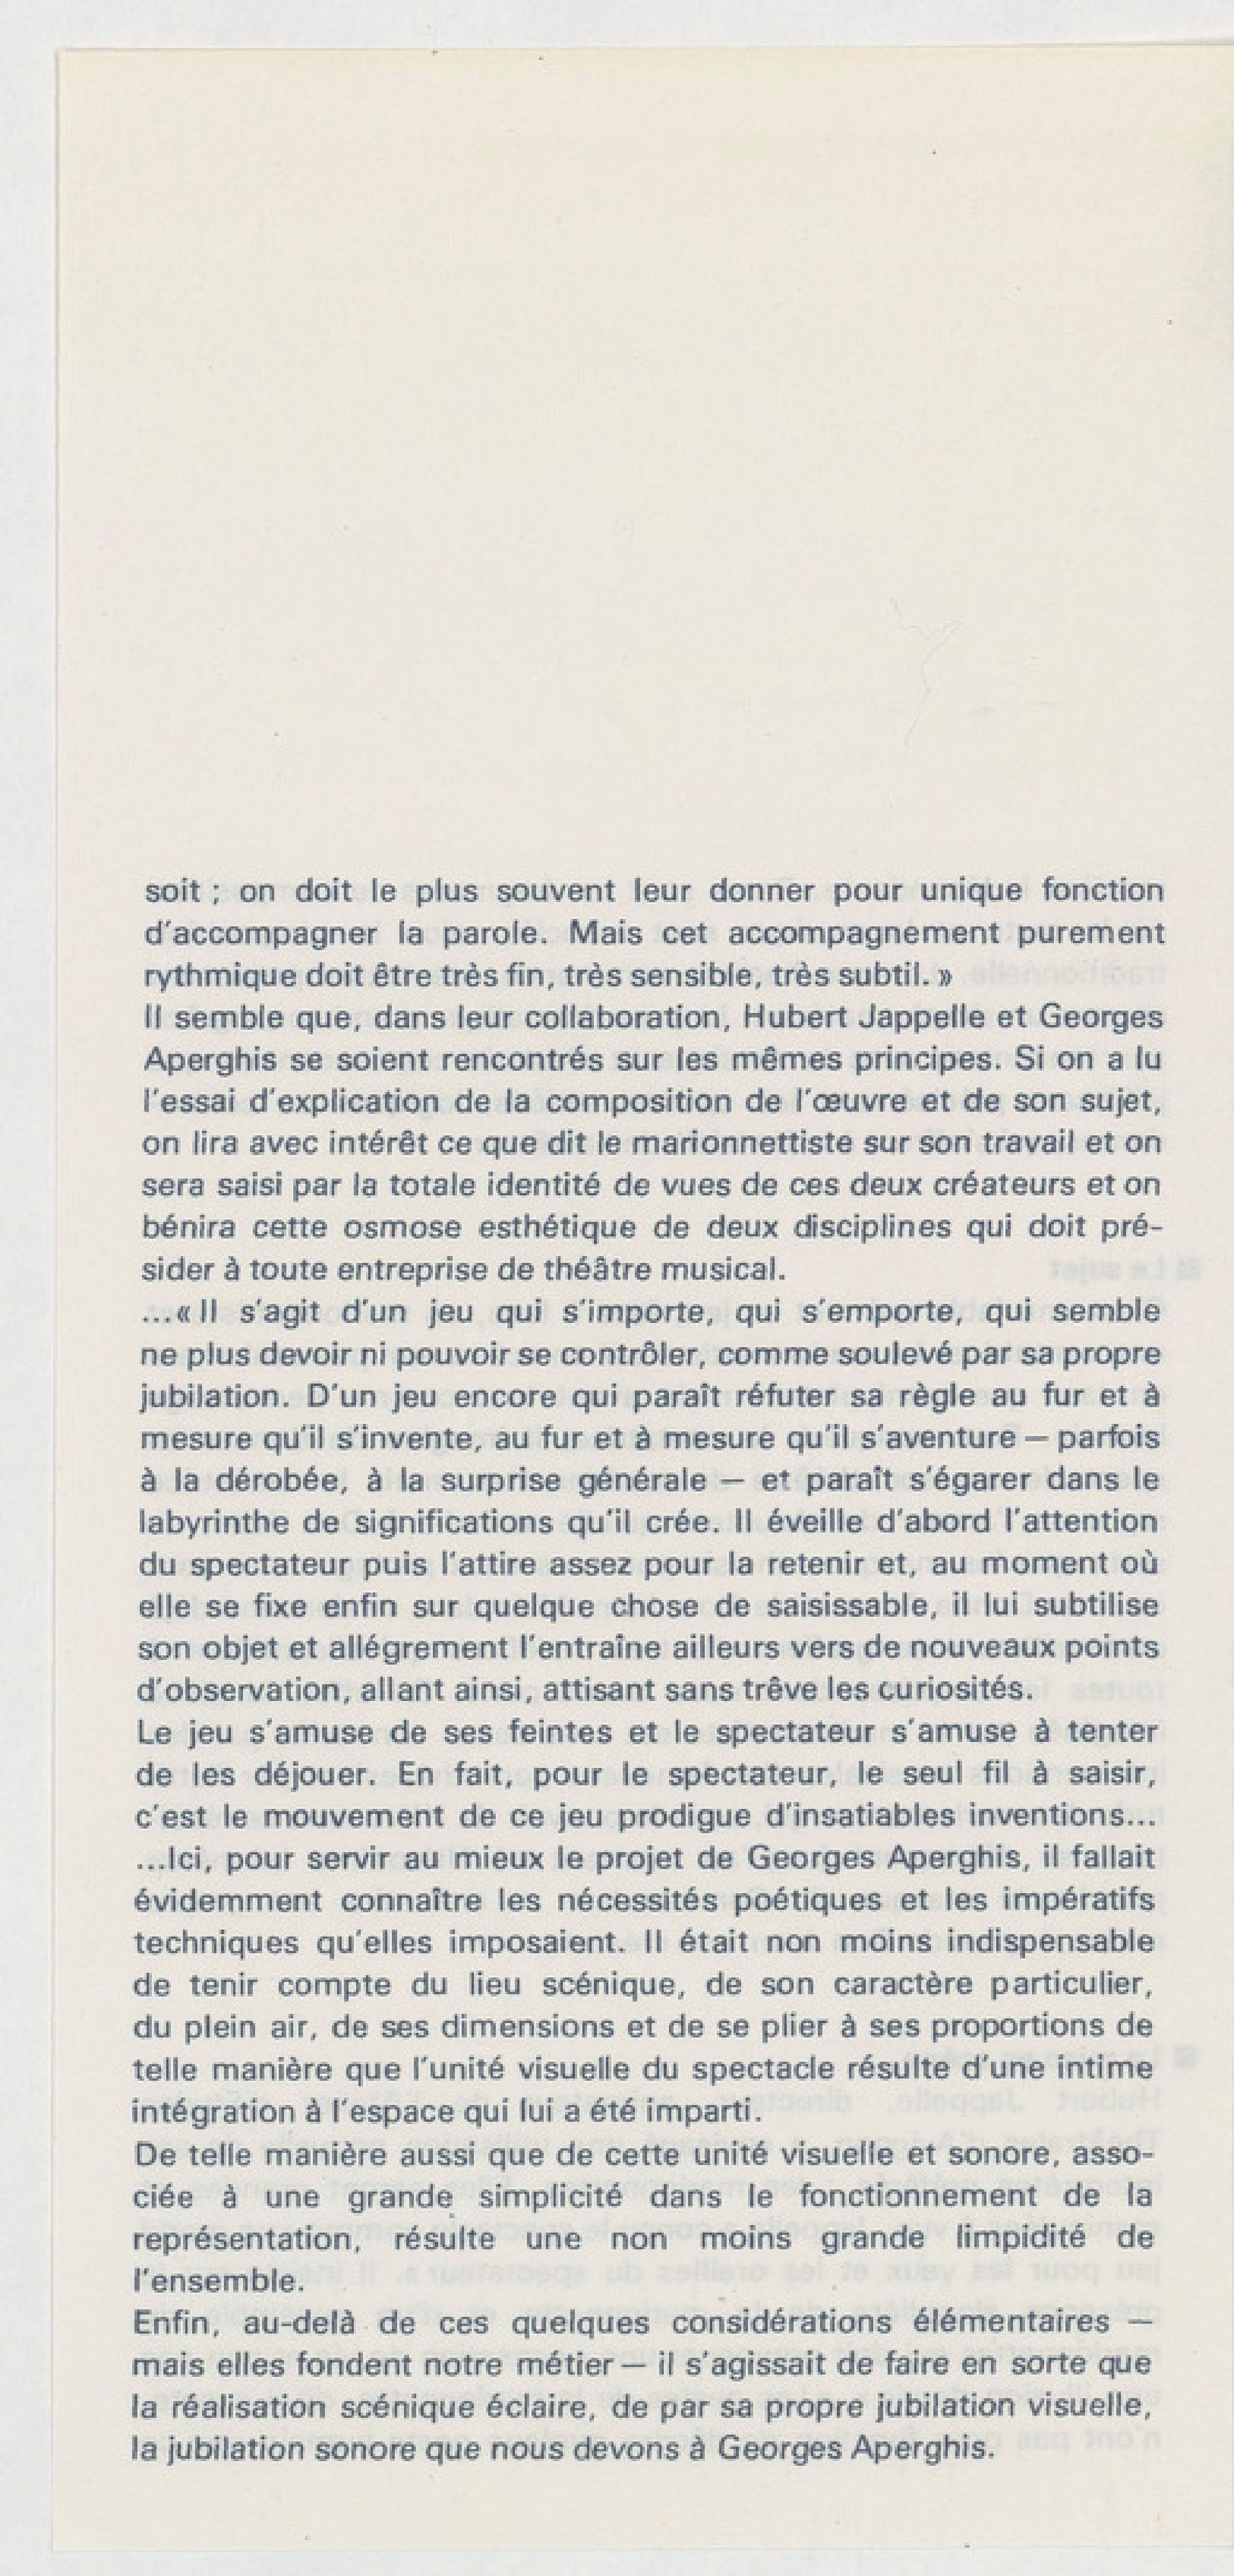 soit ; on doit le plus souvent leur donner pour unique fonction
d'accompagner la parole. Mais cet accompagnement purement
rythmique doit être très fin, très sensible, très subtil. »
Il semble que, dans leur collaboration, Hubert Jappelle et Georges
Aperghis se soient rencontrés sur les mêmes principes. Si on a lu
l'essai d'explication de la composition de l'œuvre et de son sujet,
on lira avec intérêt ce que dit le marionnettiste sur son travail et on
sera saisi par la totale identité de vues de ces deux créateurs et on
bénira cette osmose esthétique de deux disciplines qui doit pré-
sider à toute entreprise de théâtre musical.
...« Il s'agit d'un jeu qui s'importe, qui s'emporte, qui semble
ne plus devoir ni pouvoir se contrôler, comme soulevé par sa propre
jubilation. D'un jeu encore qui paraît réfuter sa règle au fur et à
mesure qu'il s'invente, au fur et à mesure qu'il s'aventure — parfois
à la dérobée, à la surprise générale — et paraît s'égarer dans le
labyrinthe de significations qu'il crée. Il éveille d'abord l'attention
du spectateur puis l'attire assez pour la retenir et, au moment où
elle se fixe enfin sur quelque chose de saisissable, il lui subtilise
son objet et allégrement l'entraîne ailleurs vers de nouveaux points
d'observation, allant ainsi, attisant sans trêve les curiosités.
Le jeu s'amuse de ses feintes et le spectateur s'amuse à tenter
de les déjouer. En fait, pour le spectateur, le seul fil à saisir,
c'est le mouvement de ce jeu prodigue d'insatiables inventions...
...Ici, pour servir au mieux le projet de Georges Aperghis, il fallait
évidemment connaître les nécessités poétiques et les impératifs
techniques qu'elles imposaient. Il était non moins indispensable
de tenir compte du lieu scénique, de son caractère particulier,
du plein air, de ses dimensions et de se plier à ses proportions de
telle manière que l'unité visuelle du spectacle résulte d'une intime
intégration à l'espace qui lui a été imparti.
De telle manière aussi que de cette unité visuelle et sonore, asso-
ciée à une grande simplicité dans le fonctionnement de la
représentation, résulte une non moins grande limpidité de
l'ensemble.
Enfin, au-delà de ces quelques considérations élémentaires —
mais elles fondent notre métier — il s'agissait de faire en sorte que
la réalisation scénique éclaire, de par sa propre jubilation visuelle,
la jubilation sonore que nous devons à Georges Aperghis.